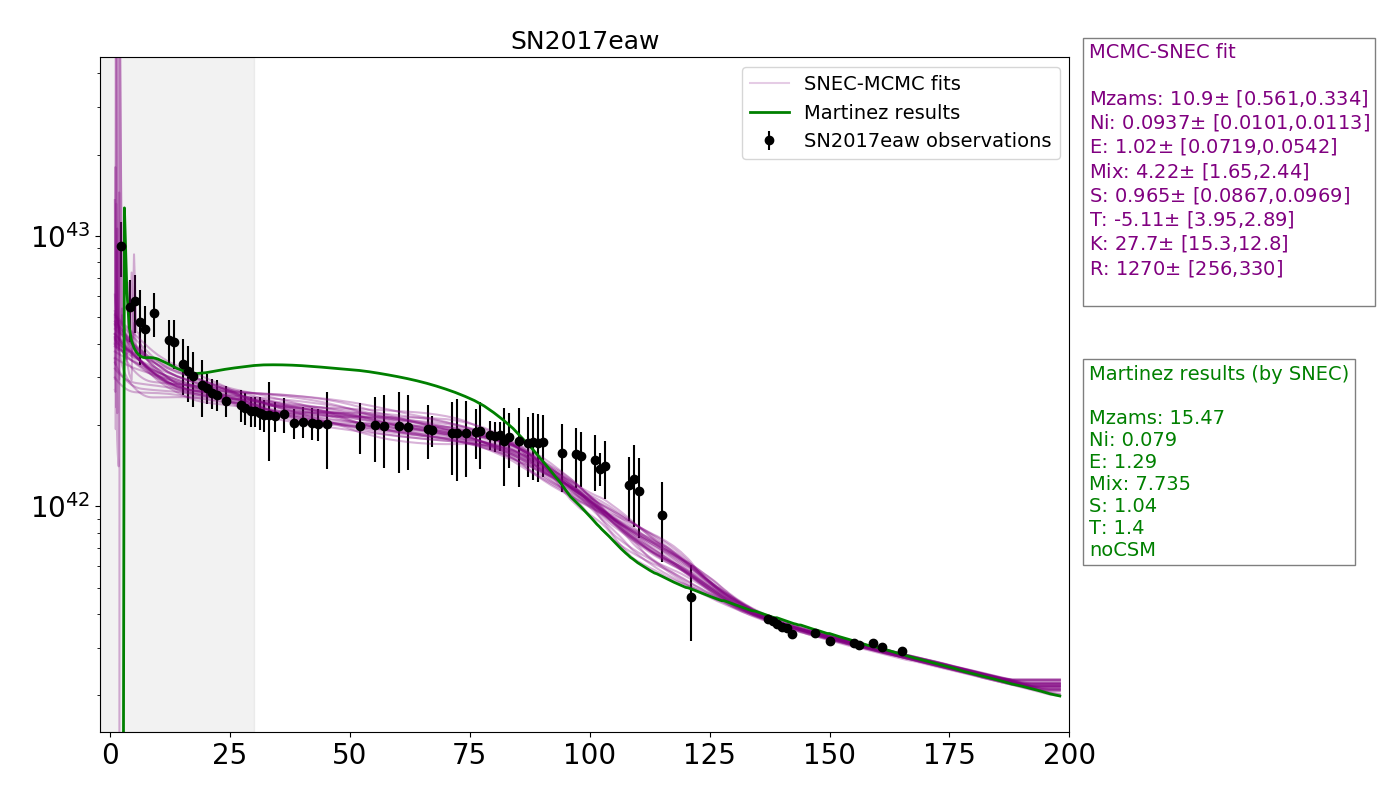 SN2017eaw
SNEC-MCMC fits
Martinez results
SN2017eaw observations
10^43
10^42
0 25 50 75 100 125 150 175 200
MCMC-SNEC fit
Mzams: 10.9± [0.561,0.334]
Ni: 0.0937± [0.0101,0.0113]
E: 1.02± [0.0719,0.0542]
Mix: 4.22± [1.65,2.44]
S: 0.965± [0.0867,0.0969]
T: -5.11± [3.95,2.89]
K: 27.7± [15.3,12.8]
R: 1270± [256,330]
Martinez results (by SNEC)
Mzams: 15.47
Ni: 0.079
E: 1.29
Mix: 7.735
S: 1.04
T: 1.4
noCSM